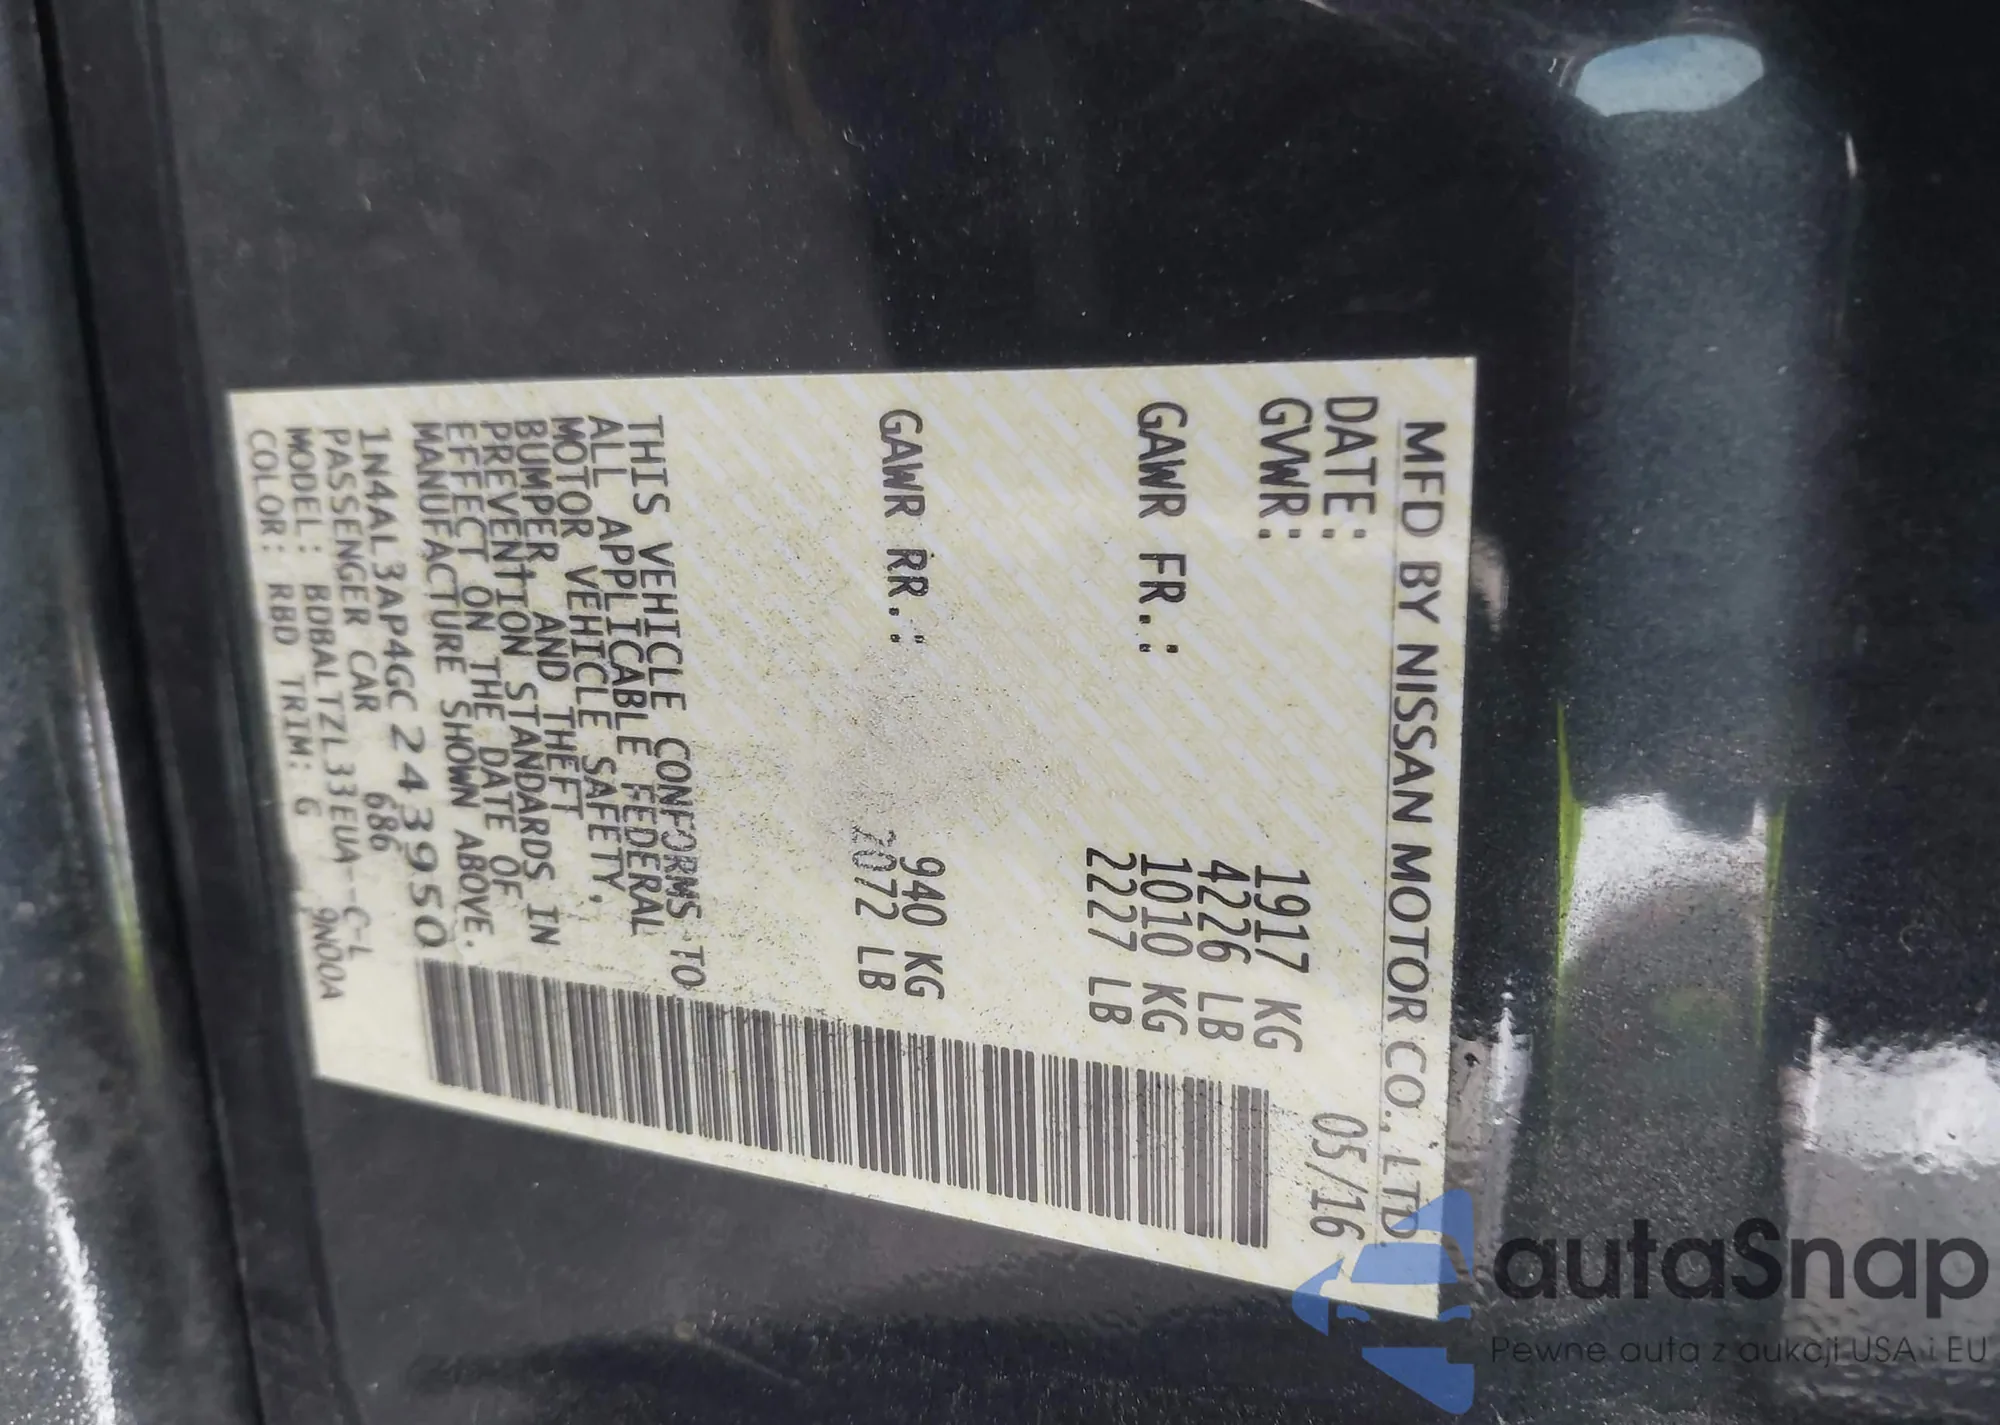 MFD BY NISSAN MOTOR CO., LTD.
DATE: 05/16
GVWR: 1917 KG
4226 LB
GAWR FR.: 1010 KG
2227 LB
GAWR RR.: 940 KG
2072 LB
THIS VEHICLE CONFORMS TO
ALL APPLICABLE FEDERAL
MOTOR VEHICLE SAFETY,
BUMPER, AND THEFT
PREVENTION STANDARDS IN
EFFECT ON THE DATE OF
MANUFACTURE SHOWN ABOVE.
1N4AL3AP4GC243950
PASSENGER CAR 686
MODEL: BDBALTZL33EUA--C-L
COLOR: RBD TRIM: G 9N00A
autaSnap
Pewne auta z aukcji USA i EU